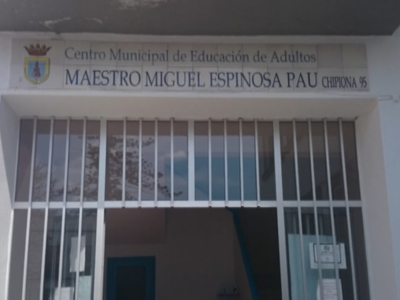 Centro Municipal de Educación de Adultos
MAESTRO MIGUEL ESPINOSA PAU CHIPIONA, 95